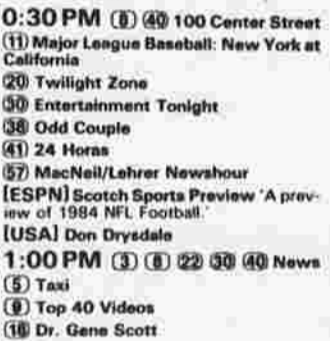 0:30 PM (8) (40) 100 Center Street
(11) Major League Baseball: New York at
California
(20) Twilight Zone
(30) Entertainment Tonight
(38) Odd Couple
(41) 24 Horas
(57) MacNeil/Lehrer Newshour
[ESPN] Scotch Sports Preview 'A prev-
iew of 1984 NFL Football.'
[USA] Don Drysdale
1:00 PM (3) (8) (22) (30) (40) News
(5) Taxi
(9) Top 40 Videos
(18) Dr. Gene Scott